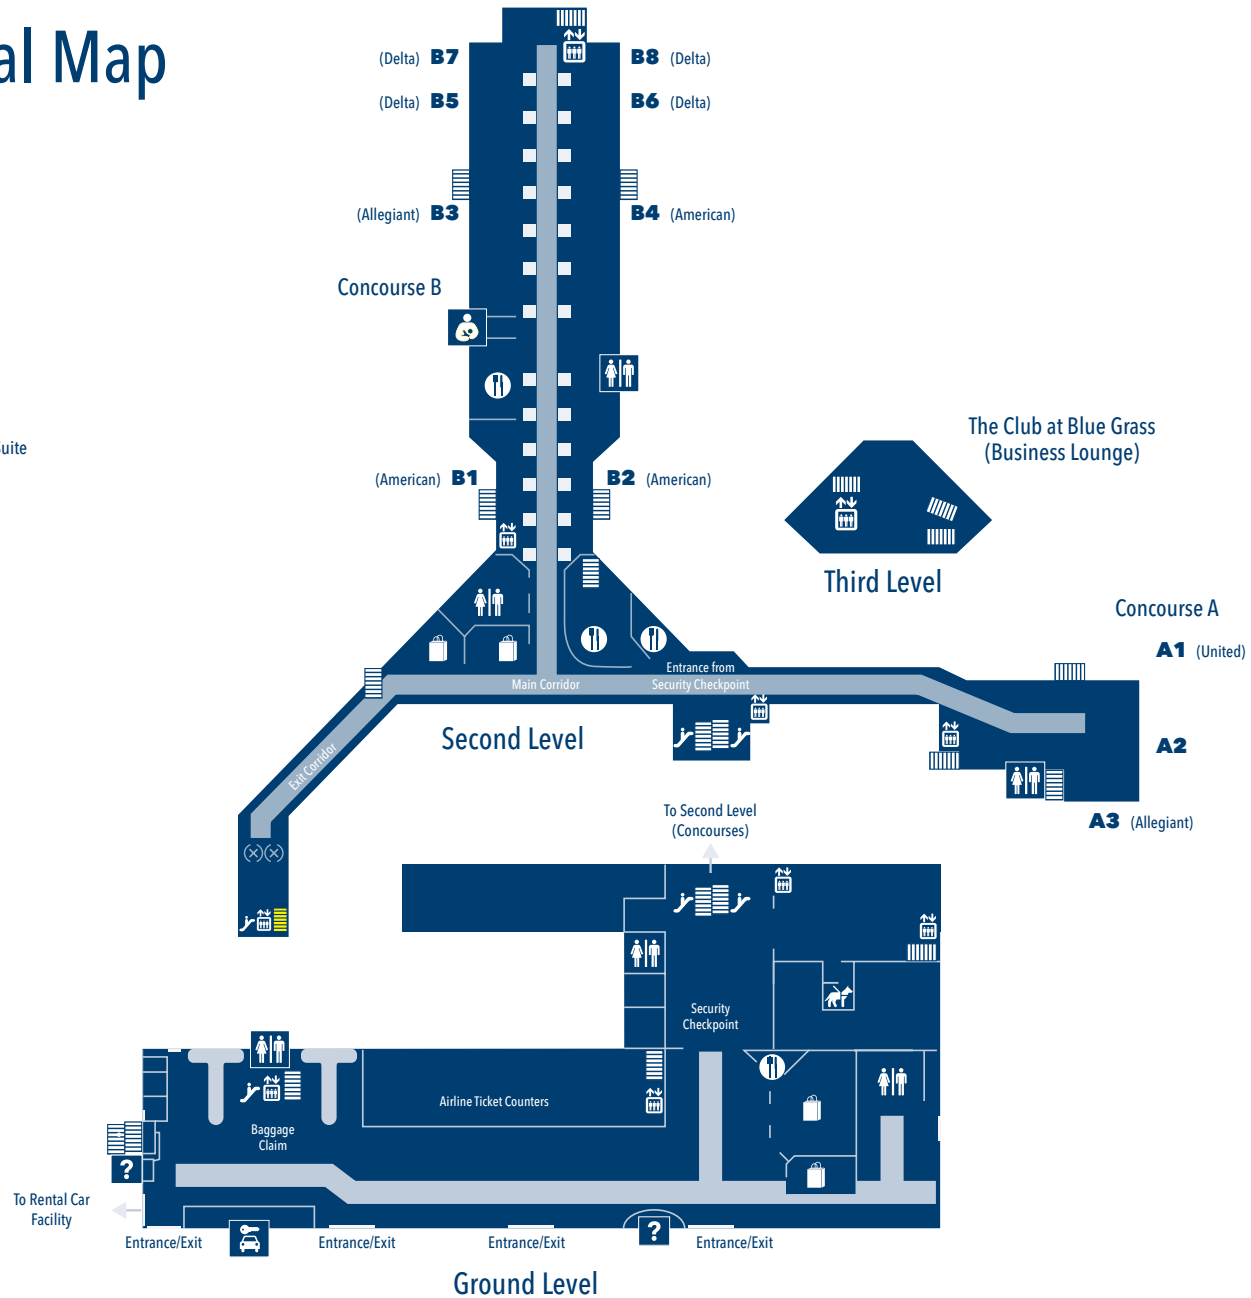 al Map
(Delta) B7
B8 (Delta)
(Delta) B5
B6 (Delta)
(Allegiant) B3
B4 (American)
Concourse B
Suite
The Club at Blue Grass
(Business Lounge)
(American) B1
B2 (American)
Third Level
Concourse A
A1 (United)
Entrance from
Main Corridor
Security Checkpoint
Second Level
A2
Exit Corridor
A3 (Allegiant)
To Second Level
(Concourses)
Security
Checkpoint
Airline Ticket Counters
Baggage
Claim
?
To Rental Car
Facility
?
Entrance/Exit
Entrance/Exit
Entrance/Exit
Entrance/Exit
Ground Level